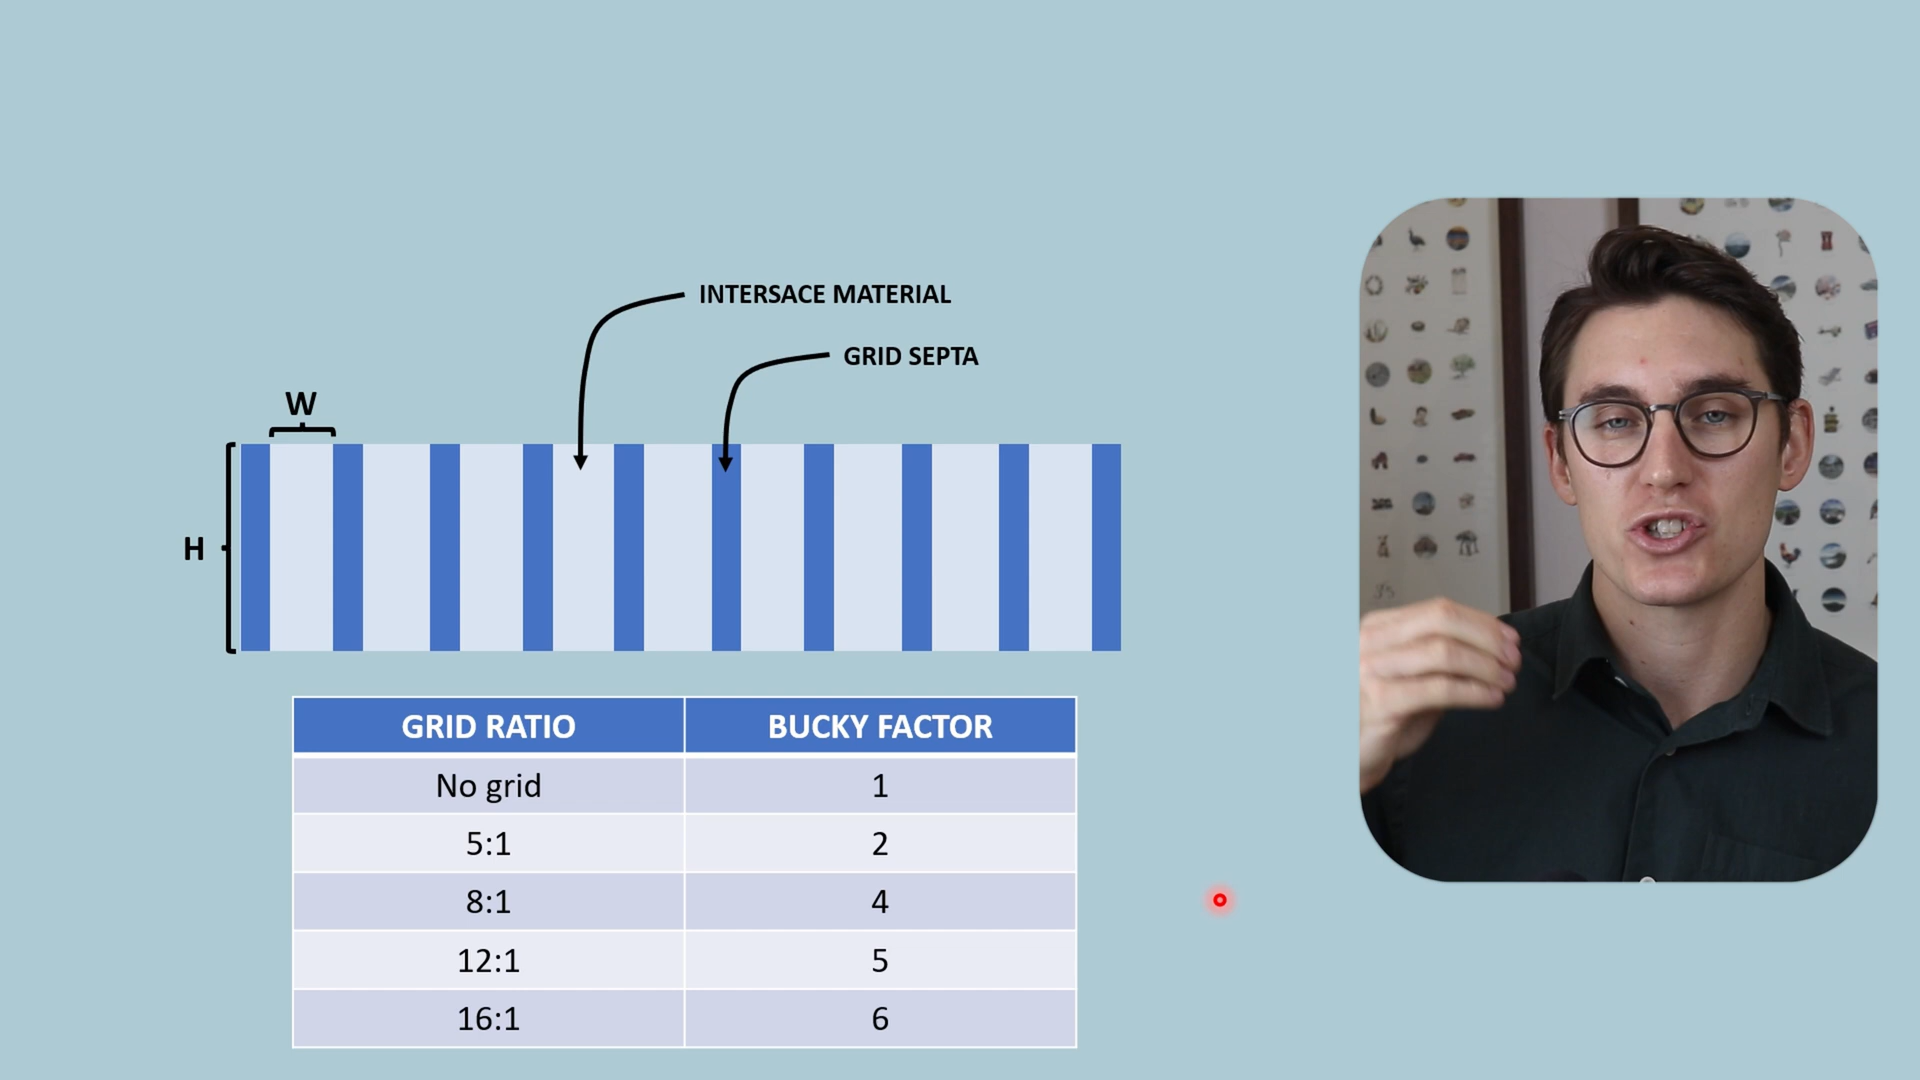 INTERSACE MATERIAL
GRID SEPTA
W
H
GRID RATIO BUCKY FACTOR
No grid 1
5:1 2
8:1 4
12:1 5
16:1 6